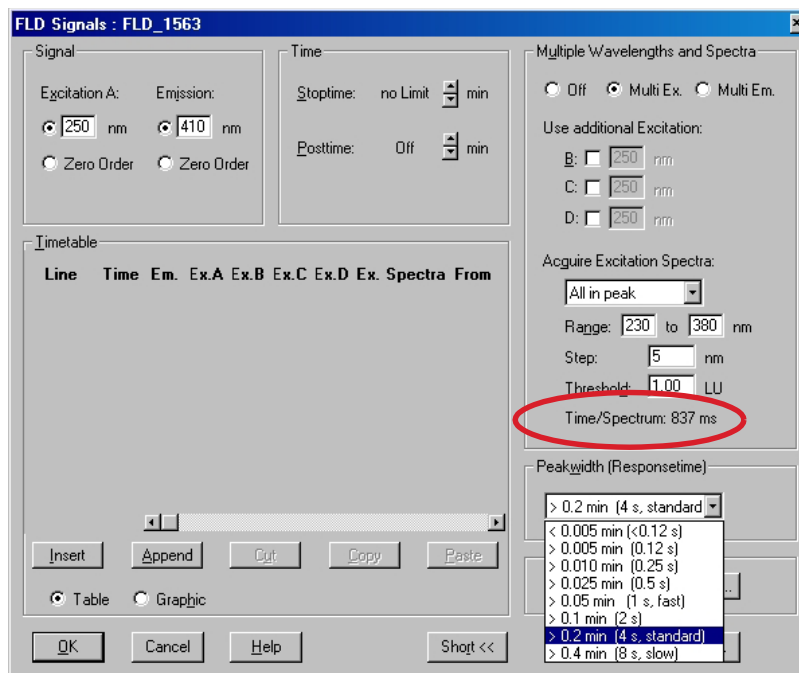 FLD Signals : FLD_1563
Signal
Excitation A: Emission:
250 nm 410 nm
Zero Order Zero Order
Time
Stoptime: no Limit min
Posttime: Off min
Multiple Wavelengths and Spectra
Off Multi Ex. Multi Em.
Use additional Excitation:
B: 250 nm
C: 250 nm
D: 250 nm
Acquire Excitation Spectra:
All in peak
Range: 230 to 380 nm
Step: 5 nm
Threshold: 1.00 LU
Time/Spectrum: 837 ms
Timetable
Line Time Em. Ex.A Ex.B Ex.C Ex.D Ex. Spectra From
Insert Append Cut Copy Paste
Table Graphic
Peakwidth (Responsetime)
> 0.2 min (4 s, standard
< 0.005 min (<0.12 s)
> 0.005 min (0.12 s)
> 0.010 min (0.25 s)
> 0.025 min (0.5 s)
> 0.05 min (1 s, fast)
> 0.1 min (2 s)
> 0.2 min (4 s, standard)
> 0.4 min (8 s, slow)
OK Cancel Help Short <<